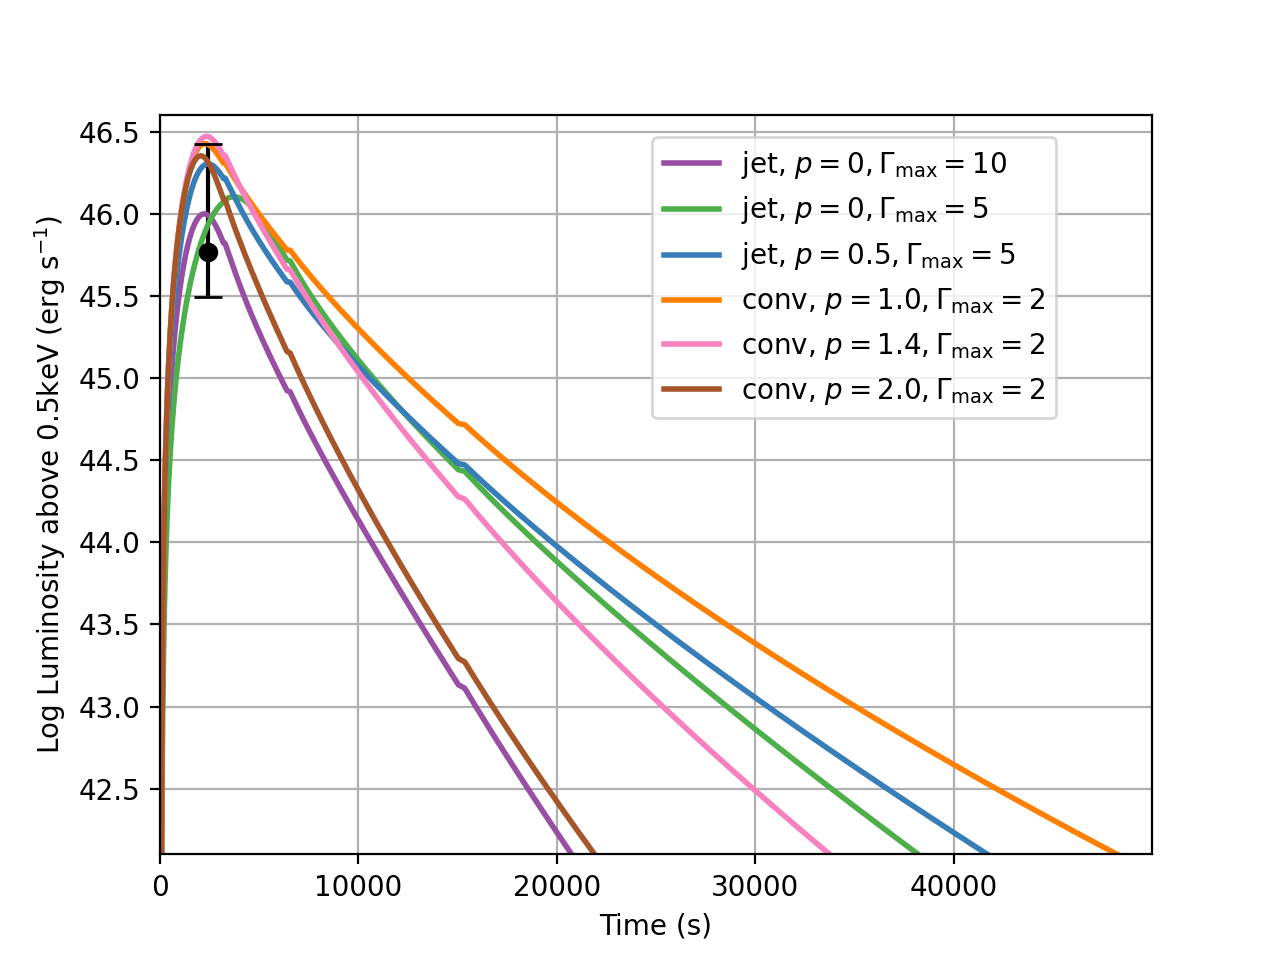 46.5
46.0
45.5
45.0
44.5
44.0
43.5
43.0
42.5
Log Luminosity above 0.5keV (erg s⁻¹)
jet, p = 0, Γmax = 10
jet, p = 0, Γmax = 5
jet, p = 0.5, Γmax = 5
conv, p = 1.0, Γmax = 2
conv, p = 1.4, Γmax = 2
conv, p = 2.0, Γmax = 2
0 10000 20000 30000 40000
Time (s)